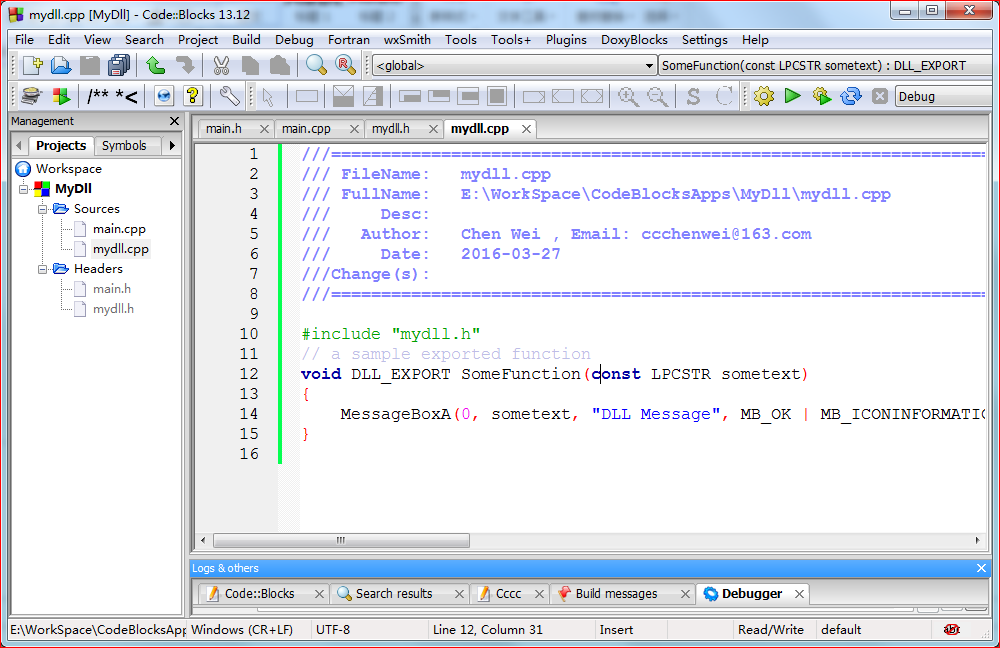 mydll.cpp [MyDll] - Code::Blocks 13.12
File Edit View Search Project Build Debug Fortran wxSmith Tools Tools+ Plugins DoxyBlocks Settings Help
<global> SomeFunction(const LPCSTR sometext) : DLL_EXPORT
/** *< S C Debug
Management
main.h main.cpp mydll.h mydll.cpp
Projects Symbols
Workspace
MyDll
Sources
main.cpp
mydll.cpp
Headers
main.h
mydll.h
1 ///==================================================================
2 /// FileName: mydll.cpp
3 /// FullName: E:\WorkSpace\CodeBlocksApps\MyDll\mydll.cpp
4 /// Desc:
5 /// Author: Chen Wei , Email: ccchenwei@163.com
6 /// Date: 2016-03-27
7 ///Change(s):
8 ///==================================================================
9
10 #include "mydll.h"
11 // a sample exported function
12 void DLL_EXPORT SomeFunction(const LPCSTR sometext)
13 {
14 MessageBoxA(0, sometext, "DLL Message", MB_OK | MB_ICONINFORMATIO
15 }
16
Logs & others
Code::Blocks Search results Cccc Build messages Debugger
E:\WorkSpace\CodeBlocksApp Windows (CR+LF) UTF-8 Line 12, Column 31 Insert Read/Write default abc